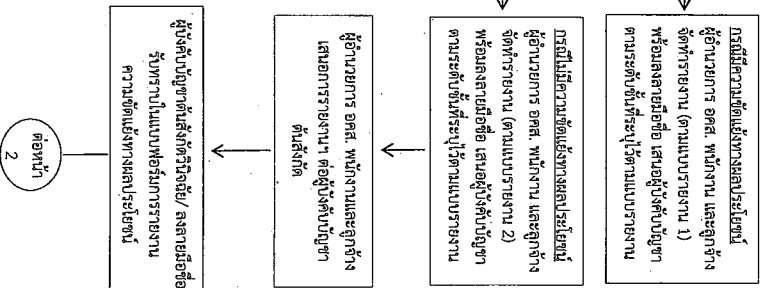 กรณีมีความขัดแย้งทางผลประโยชน์
ผู้อำนวยการ อคส. พนักงาน และลูกจ้าง
จัดทำรายงาน (ตามแบบรายงาน 1)
พร้อมลงลายมือชื่อ เสนอผู้บังคับบัญชา
ตามระดับชั้นที่ระบุไว้ตามแบบรายงาน
กรณีไม่มีความขัดแย้งทางผลประโยชน์
ผู้อำนวยการ อคส. พนักงาน และลูกจ้าง
จัดทำรายงาน (ตามแบบรายงาน 2)
พร้อมลงลายมือชื่อ เสนอผู้บังคับบัญชา
ตามระดับชั้นที่ระบุไว้ตามแบบรายงาน
ผู้อำนวยการ อคส. พนักงานและลูกจ้าง
เสนอการรายงานฯ ต่อผู้บังคับบัญชา
ต้นสังกัด
ผู้บังคับบัญชาต้นสังกัดวินิจฉัย/ ลงลายมือชื่อ
รับทราบในแบบฟอร์มการรายงาน
ความขัดแย้งทางผลประโยชน์
ต่อหน้า
2